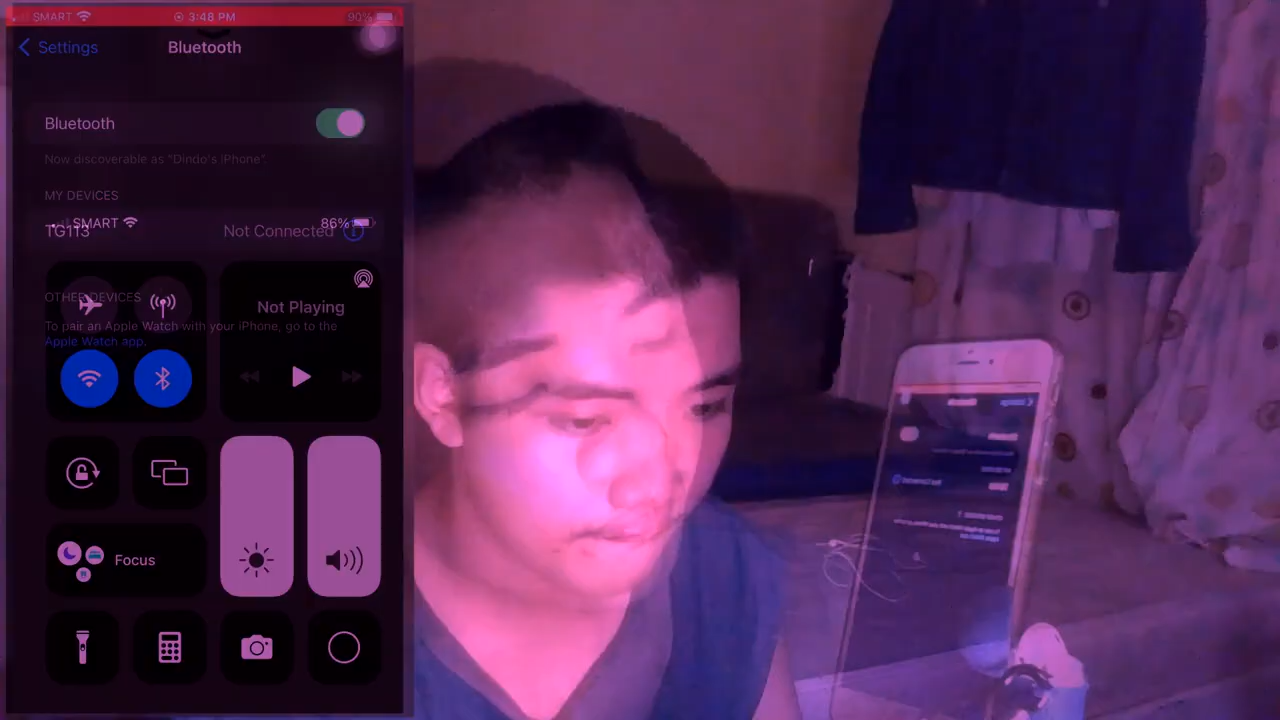 SMART 3:48 PM 90%
Settings Bluetooth
Bluetooth
Now discoverable as "Dindo's iPhone".
MY DEVICES
SMART 86%
TG113 Not Connected
OTHER DEVICES
Not Playing
To pair an Apple Watch with your iPhone, go to the
Apple Watch app.
Focus